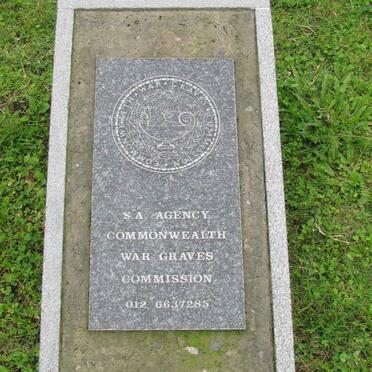 S.A. AGENCY
COMMONWEALTH
WAR GRAVES
COMMISSION
012 6637285